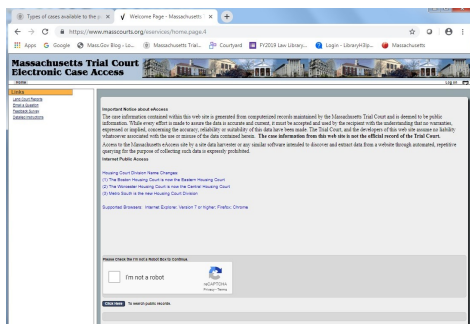 Types of cases available to the p
Welcome Page - Massachusetts
https://www.masscourts.org/eservices/home.page.4
Apps
Google
Mass.Gov Blog - Lo...
Massachusetts Trial...
Courtyard
FY2019 Law Library...
Login - LibraryH3lp...
Massachusetts
Massachusetts Trial Court
Electronic Case Access
Home
Log in
Links
Land Court Records
Email a Question
Feedback Survey
Detailed Instructions
Important Notice about eAccess
The case information contained within this web site is generated from computerized records maintained by the Massachusetts Trial Court and is deemed to be public
information. While every effort is made to assure the data is accurate and current, it must be accepted and used by the recipient with the understanding that no warranties,
expressed or implied, concerning the accuracy, reliability or suitability of this data have been made. The Trial Court, and the developers of this web site assume no liability
whatsoever associated with the use or misuse of the data contained herein. The case information from this web site is not the official record of the Trial Court.
Access to the Massachusetts eAccess site by a site data harvester or any similar software intended to discover and extract data from a website through automated, repetitive
querying for the purpose of collecting such data is expressly prohibited.
Internet Public Access
Housing Court Division Name Changes:
(1) The Boston Housing Court is now the Eastern Housing Court
(2) The Worcester Housing Court is now the Central Housing Court
(3) Metro South is the new Housing Court Division
Supported Browsers: Internet Explorer, Version 7 or higher; Firefox; Chrome
Please Check the I'm not a Robot Box to Continue
I'm not a robot
reCAPTCHA
Privacy - Terms
Click Here To search public records.